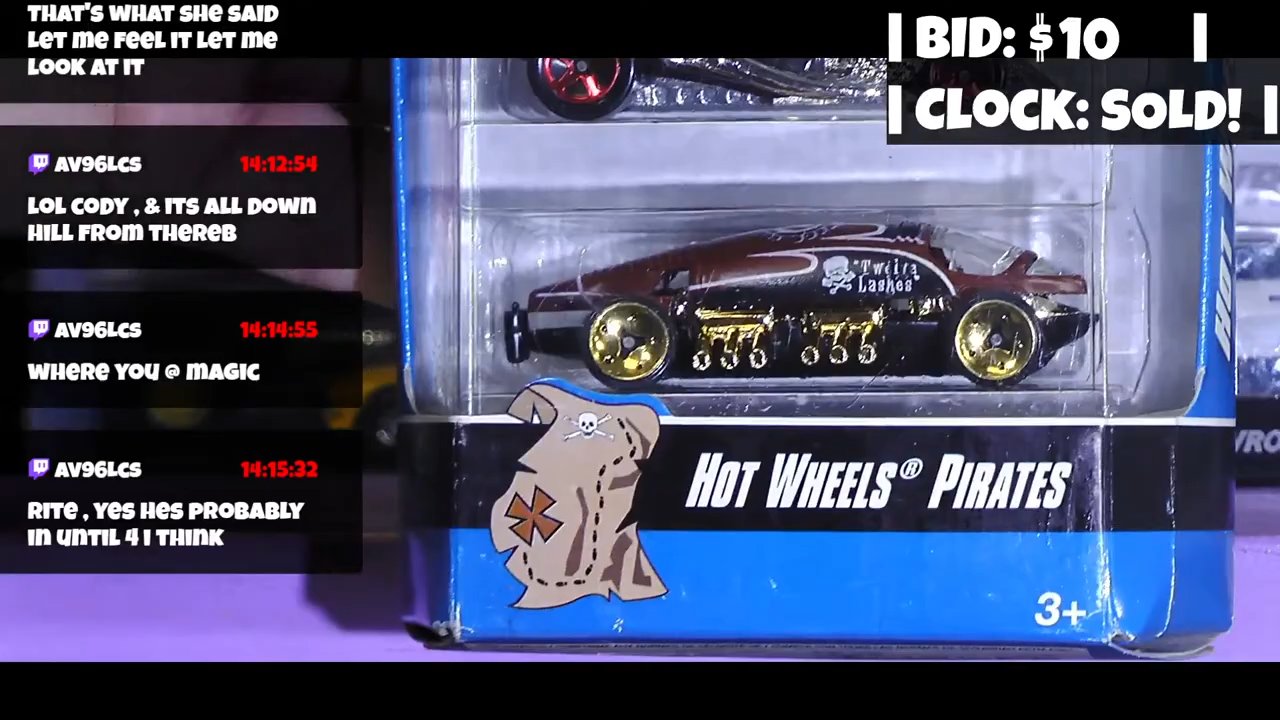 THAT'S WHAT SHE SAID
LET ME FEEL IT LET ME
LOOK AT IT
AV96LCS 14:12:54
LOL CODY , & ITS ALL DOWN
HILL FROM THEREB
AV96LCS 14:14:55
WHERE YOU @ MAGIC
AV96LCS 14:15:32
RITE , YES HES PROBABLY
IN UNTIL 4 I THINK
| BID: $10 |
| CLOCK: SOLD! |
"Tweira
Lashes"
HOT WHEELS® PIRATES
3+